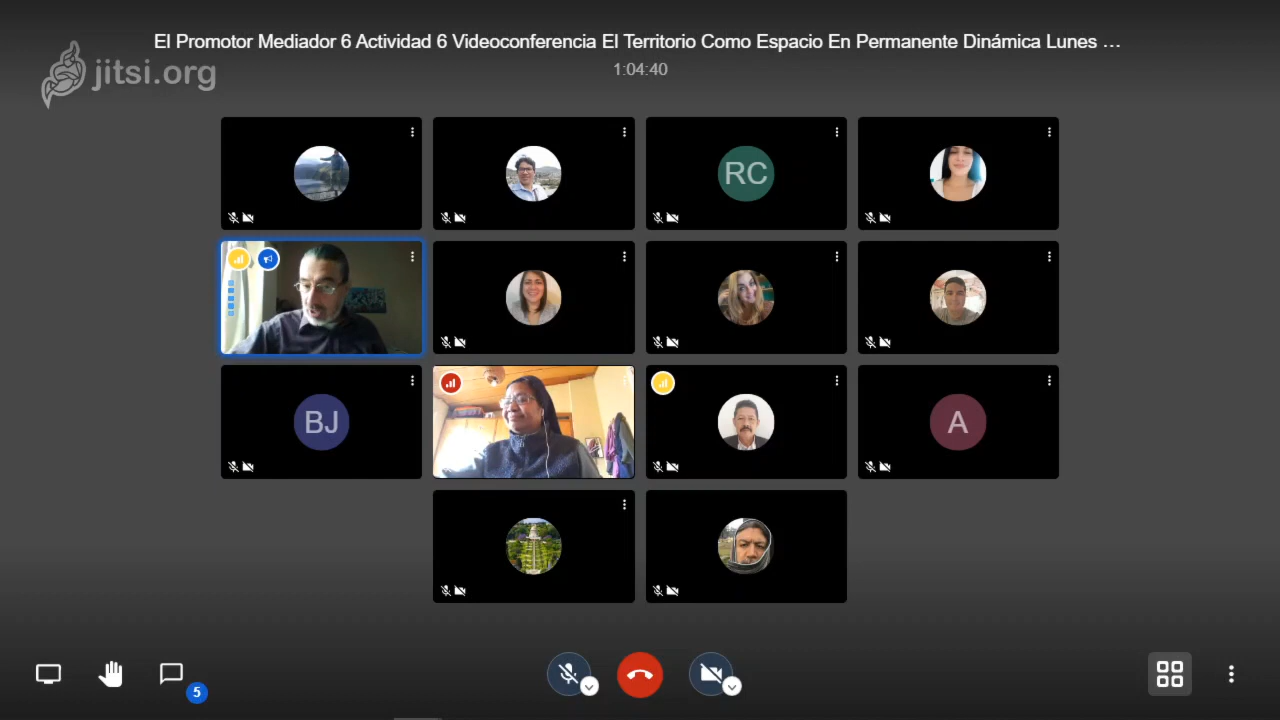 El Promotor Mediador 6 Actividad 6 Videoconferencia El Territorio Como Espacio En Permanente Dinámica Lunes ...
jitsi.org
1:04:40
RC
BJ
A
5